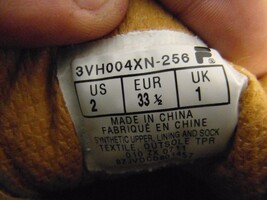 3VH004XN-256
US EUR UK
2 33 ½ 1
MADE IN CHINA
FABRIQUÉ EN CHINE
SYNTHETIC UPPER, LINING AND SOCK
TEXTILE, OUTSOLE TPR